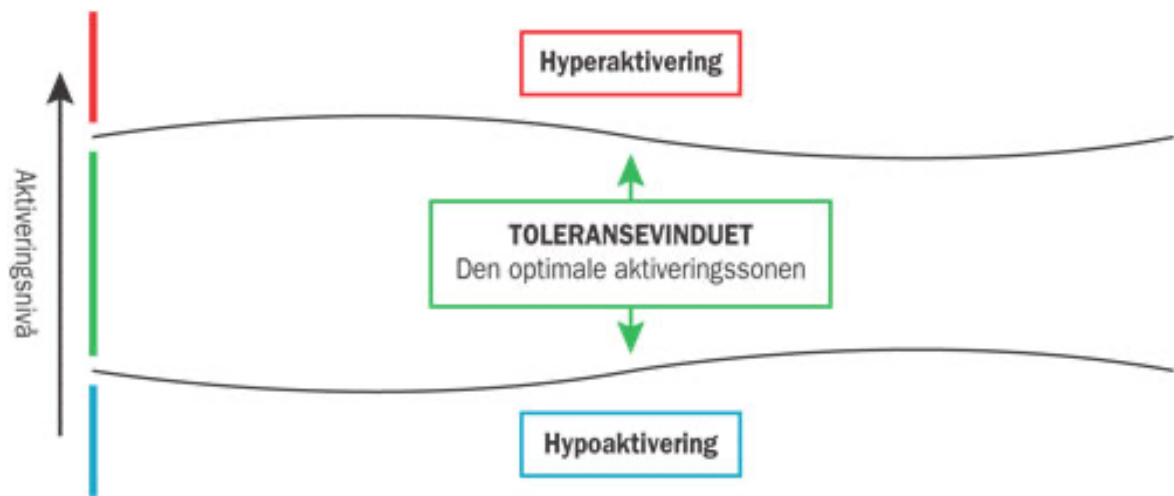 Hyperaktivering
Aktiveringsnivå
TOLERANSEVINDUET
Den optimale aktiveringssonen
Hypoaktivering